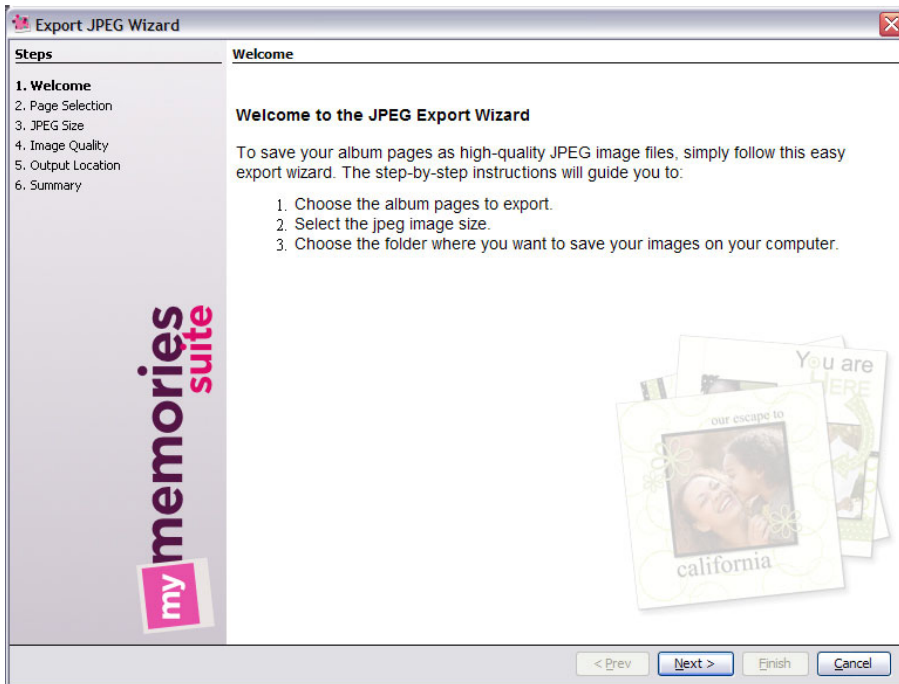 Export JPEG Wizard
Steps
1. Welcome
2. Page Selection
3. JPEG Size
4. Image Quality
5. Output Location
6. Summary
my memories suite
Welcome
Welcome to the JPEG Export Wizard
To save your album pages as high-quality JPEG image files, simply follow this easy
export wizard. The step-by-step instructions will guide you to:
1. Choose the album pages to export.
2. Select the jpeg image size.
3. Choose the folder where you want to save your images on your computer.
You are
HERE
our escape to
california
< Prev
Next >
Finish
Cancel